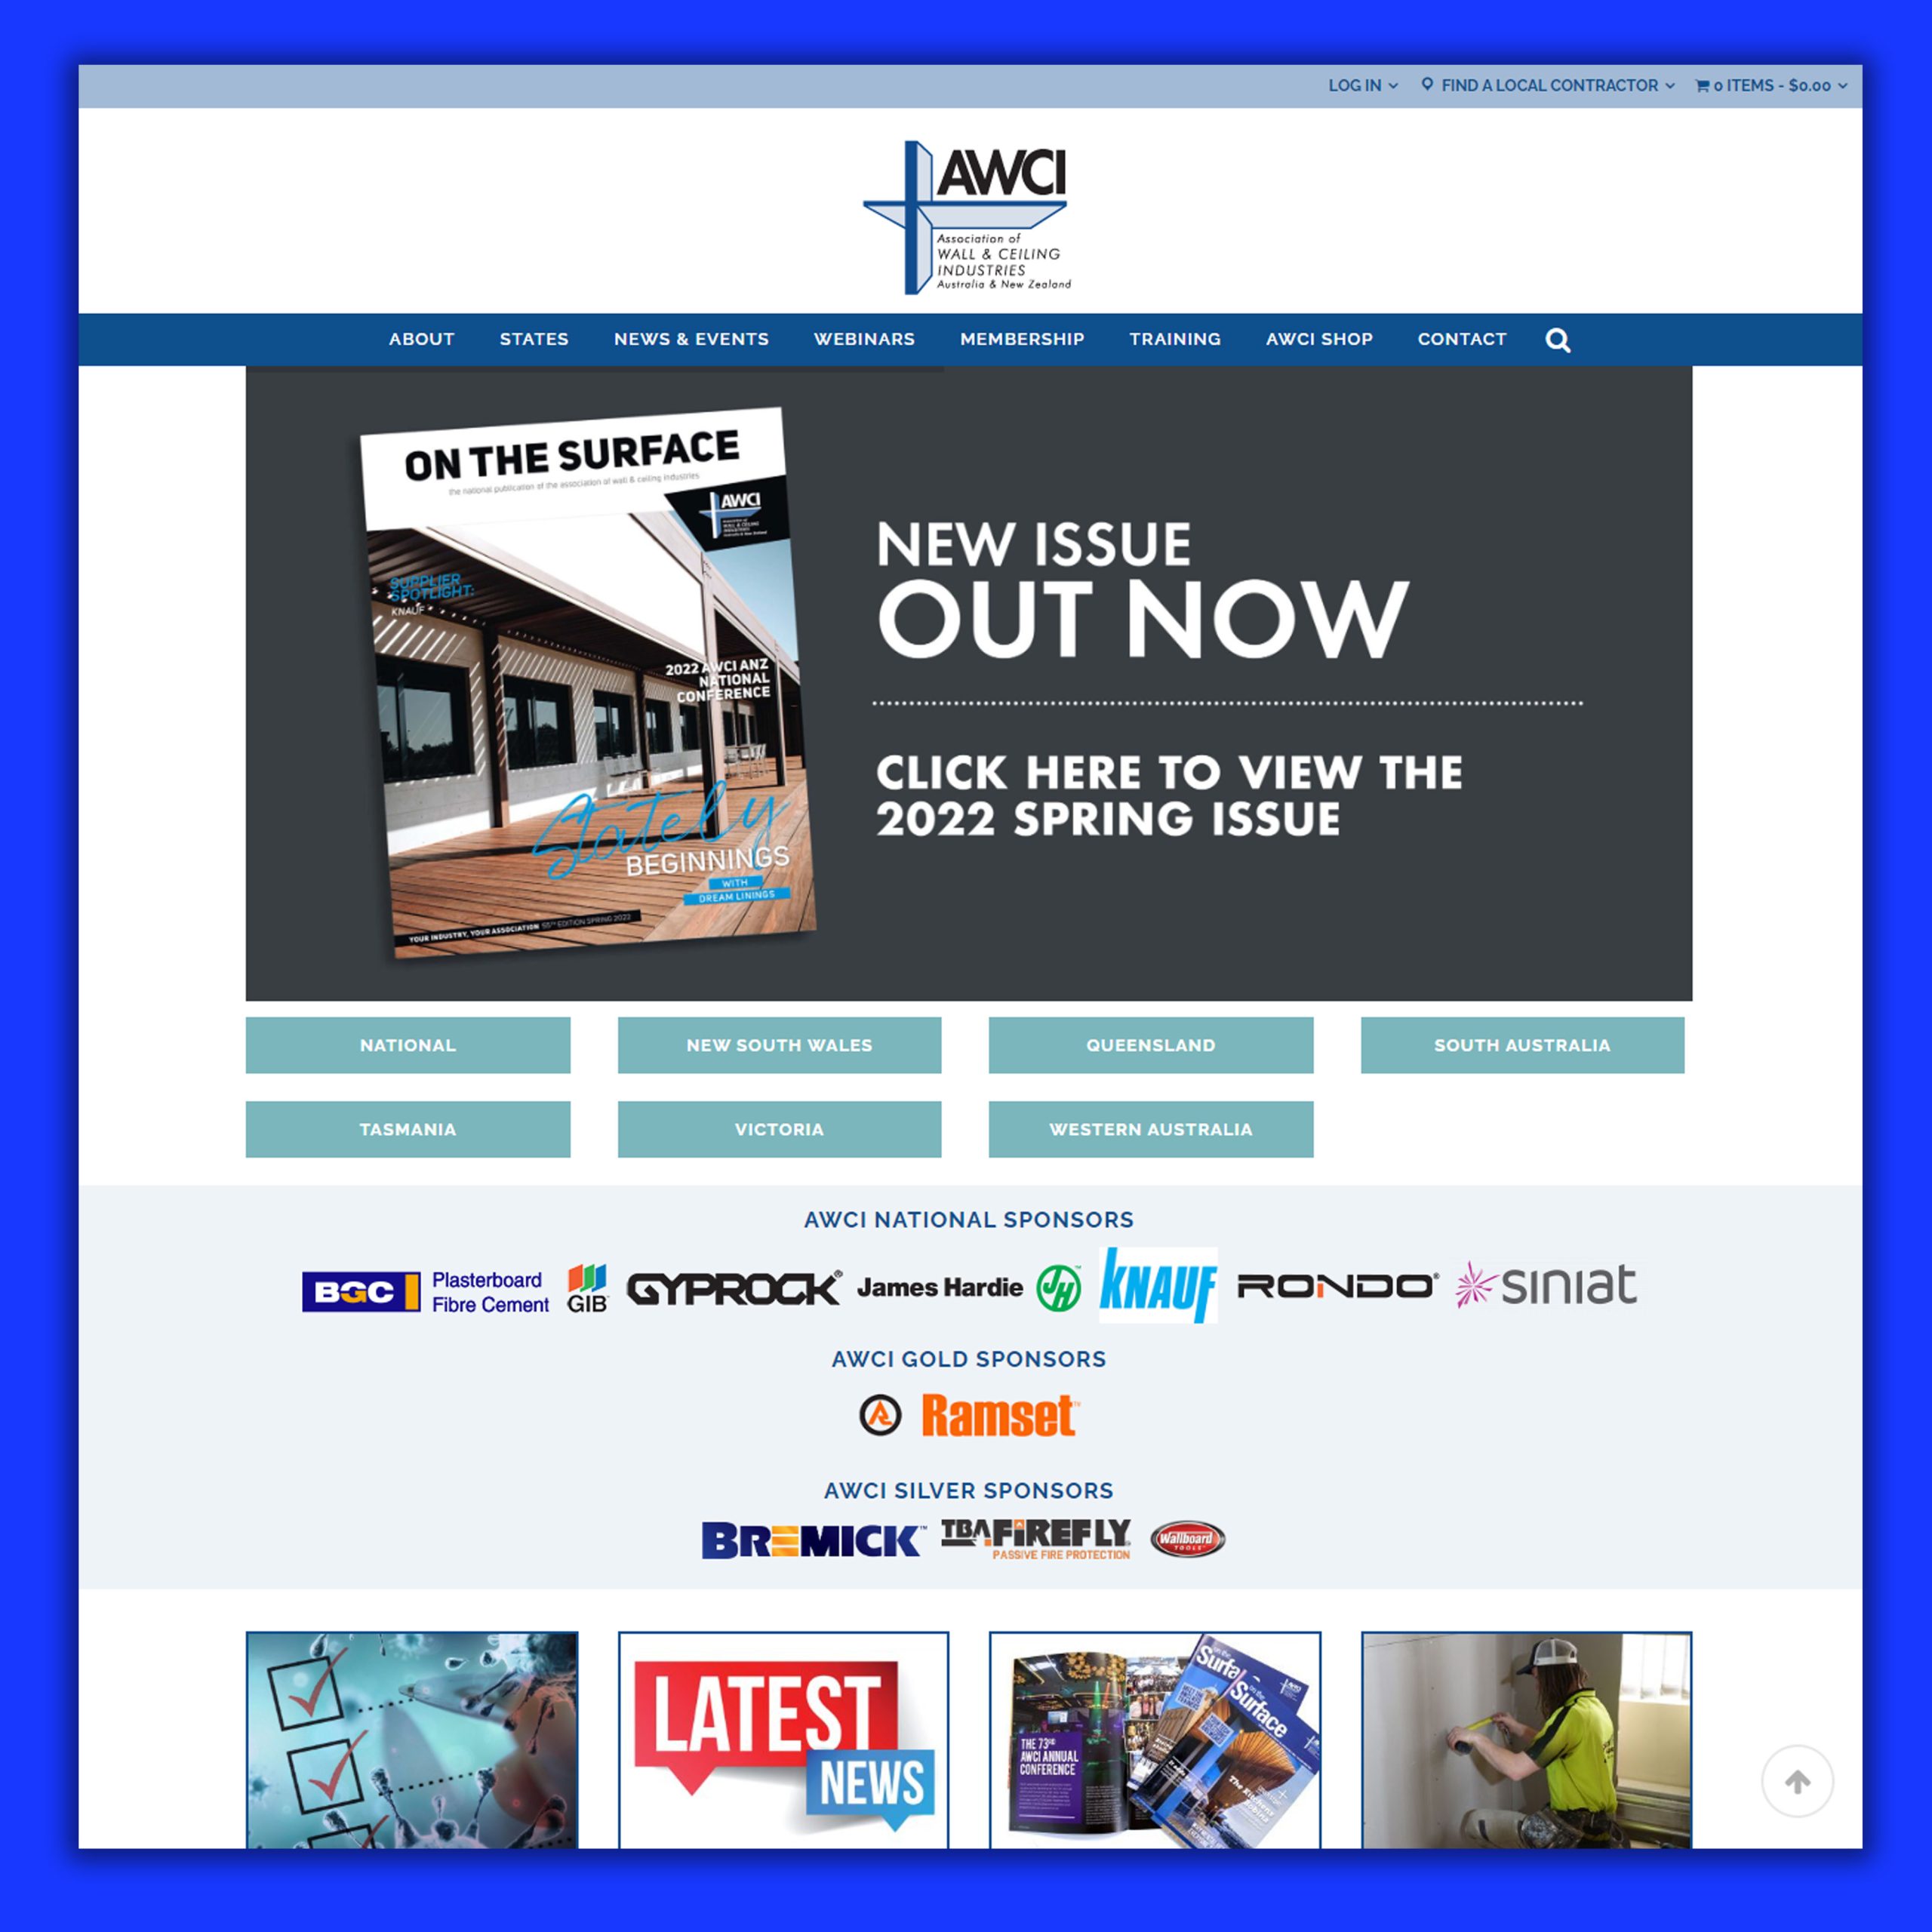 LOG IN
FIND A LOCAL CONTRACTOR
0 ITEMS - $0.00
AWCI
Association of
WALL & CEILING
INDUSTRIES
Australia & New Zealand
ABOUT
STATES
NEWS & EVENTS
WEBINARS
MEMBERSHIP
TRAINING
AWCI SHOP
CONTACT
ON THE SURFACE
the national publication of the association of wall & ceiling industries
AWCI
SUPPLIER
SPOTLIGHT:
KNAUF
2022 AWCI ANZ
NATIONAL
CONFERENCE
Stately
BEGINNINGS
WITH
DREAM LININGS
YOUR INDUSTRY, YOUR ASSOCIATION 55TH EDITION SPRING 2022
NEW ISSUE
OUT NOW
CLICK HERE TO VIEW THE
2022 SPRING ISSUE
NATIONAL
NEW SOUTH WALES
QUEENSLAND
SOUTH AUSTRALIA
TASMANIA
VICTORIA
WESTERN AUSTRALIA
AWCI NATIONAL SPONSORS
BGC
Plasterboard
Fibre Cement
GIB
GYPROCK®
James Hardie
JH
KNAUF
RONDO®
siniat
AWCI GOLD SPONSORS
Ramset™
AWCI SILVER SPONSORS
BREMICK™
TBA FIREFLY
PASSIVE FIRE PROTECTION
Wallboard
TOOLS
LATEST
NEWS
THE 73RD
AWCI ANNUAL
CONFERENCE
on the
Surface